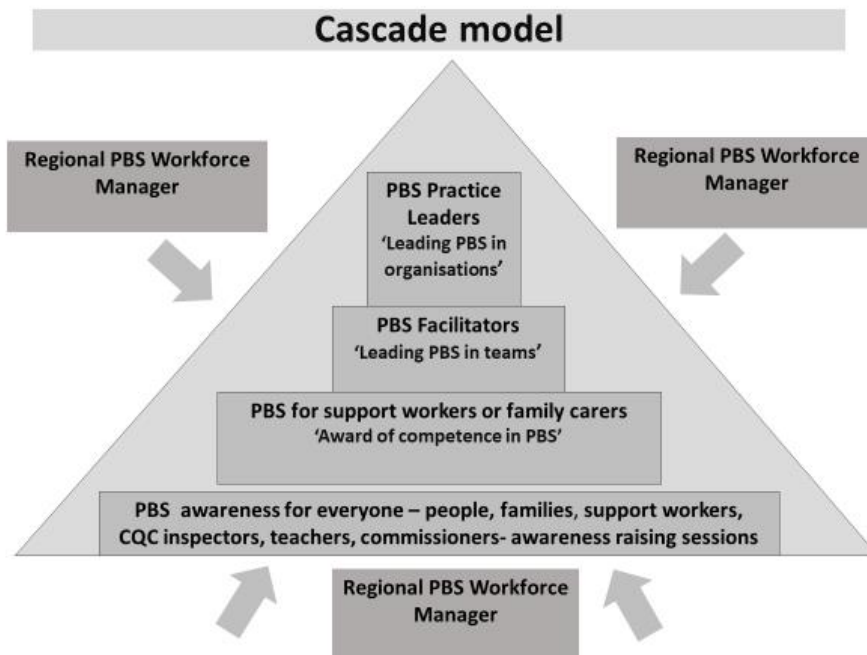 Cascade model
Regional PBS Workforce
Manager
Regional PBS Workforce
Manager
PBS Practice
Leaders
‘Leading PBS in
organisations’
PBS Facilitators
‘Leading PBS in teams’
PBS for support workers or family carers
‘Award of competence in PBS’
PBS  awareness for everyone – people, families, support workers,
CQC inspectors, teachers, commissioners- awareness raising sessions
Regional PBS Workforce
Manager